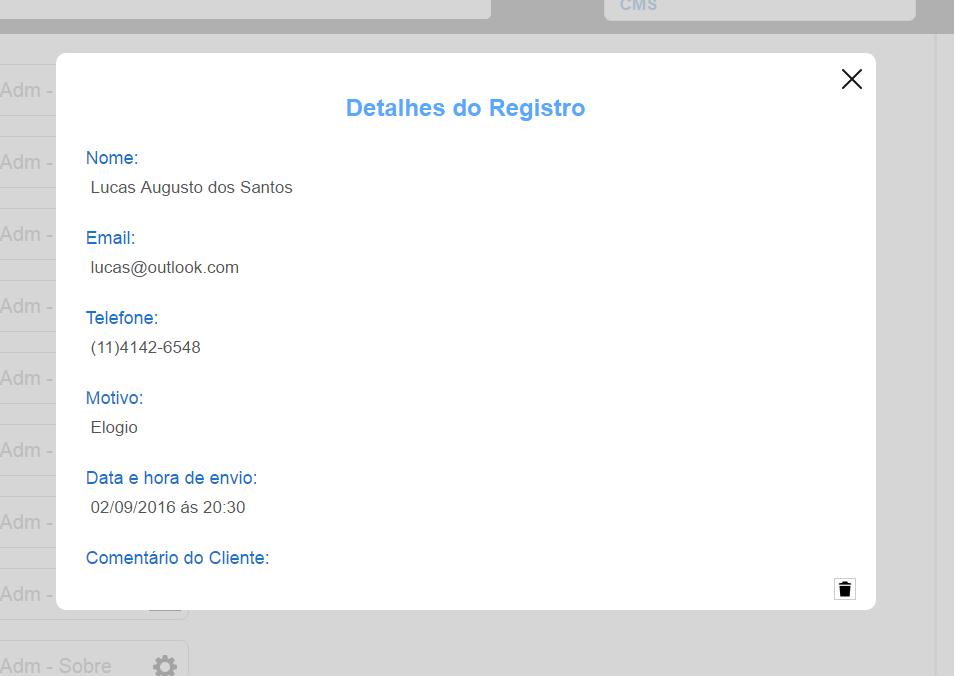 CMS
Detalhes do Registro
Nome:
Lucas Augusto dos Santos
Email:
lucas@outlook.com
Telefone:
(11)4142-6548
Motivo:
Elogio
Data e hora de envio:
02/09/2016 ás 20:30
Comentário do Cliente:
Adm -
Adm -
Adm -
Adm -
Adm -
Adm -
Adm -
Adm -
Adm - Sobre